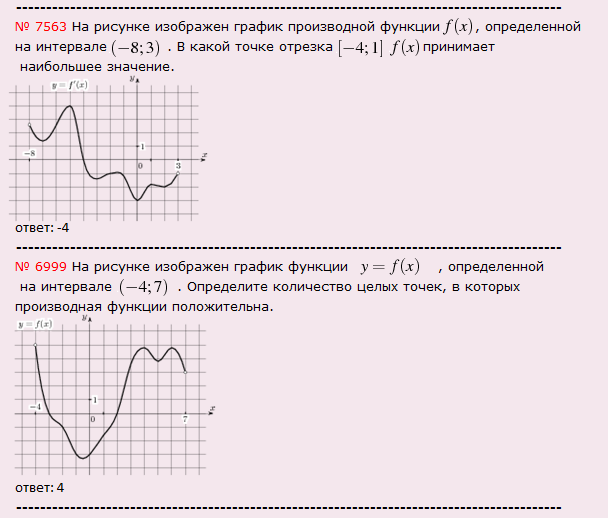 № 7563 На рисунке изображен график производной функции f(x), определенной
на интервале (−8;3) . В какой точке отрезка [−4;1] f(x) принимает
наибольшее значение.
y = f'(x)
y
1
−8
0
3
x
ответ: -4
№ 6999 На рисунке изображен график функции y = f(x) , определенной
на интервале (−4;7) . Определите количество целых точек, в которых
производная функции положительна.
y = f(x)
y
1
−4
0
7
x
ответ: 4